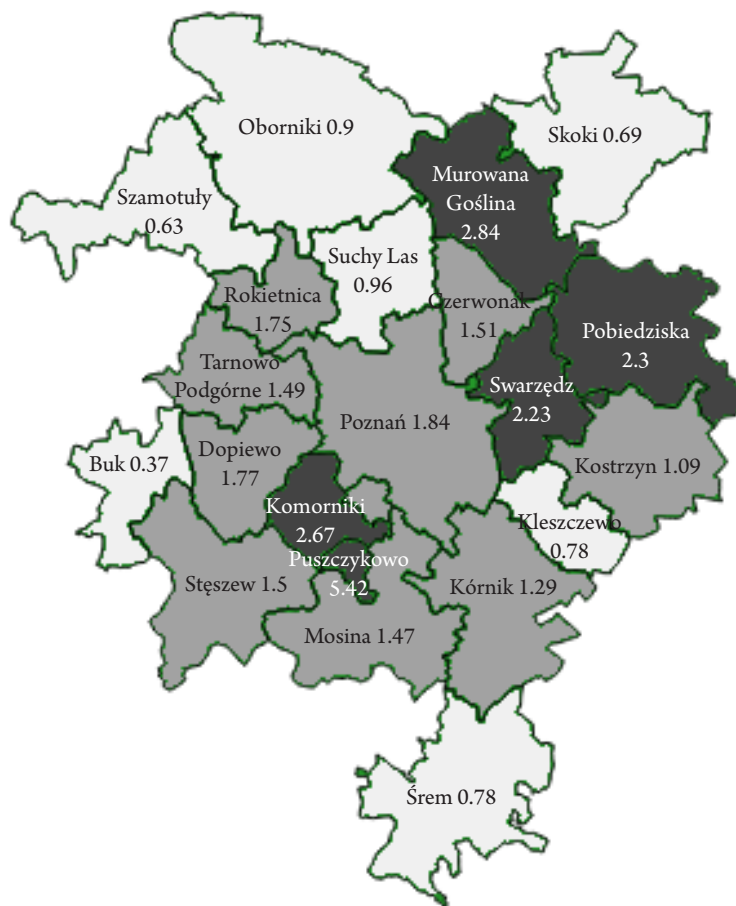 Oborniki 0.9
Skoki 0.69
Murowana
Goślina
2.84
Szamotuły
0.63
Suchy Las
0.96
Rokietnica
1.75
Czerwonak
1.51
Pobiedziska
2.3
Tarnowo
Podgórne 1.49
Swarzędz
2.23
Poznań 1.84
Dopiewo
1.77
Buk 0.37
Kostrzyn 1.09
Komorniki
2.67
Kleszczewo
0.78
Puszczykowo
5.42
Stęszew 1.5
Kórnik 1.29
Mosina 1.47
Śrem 0.78